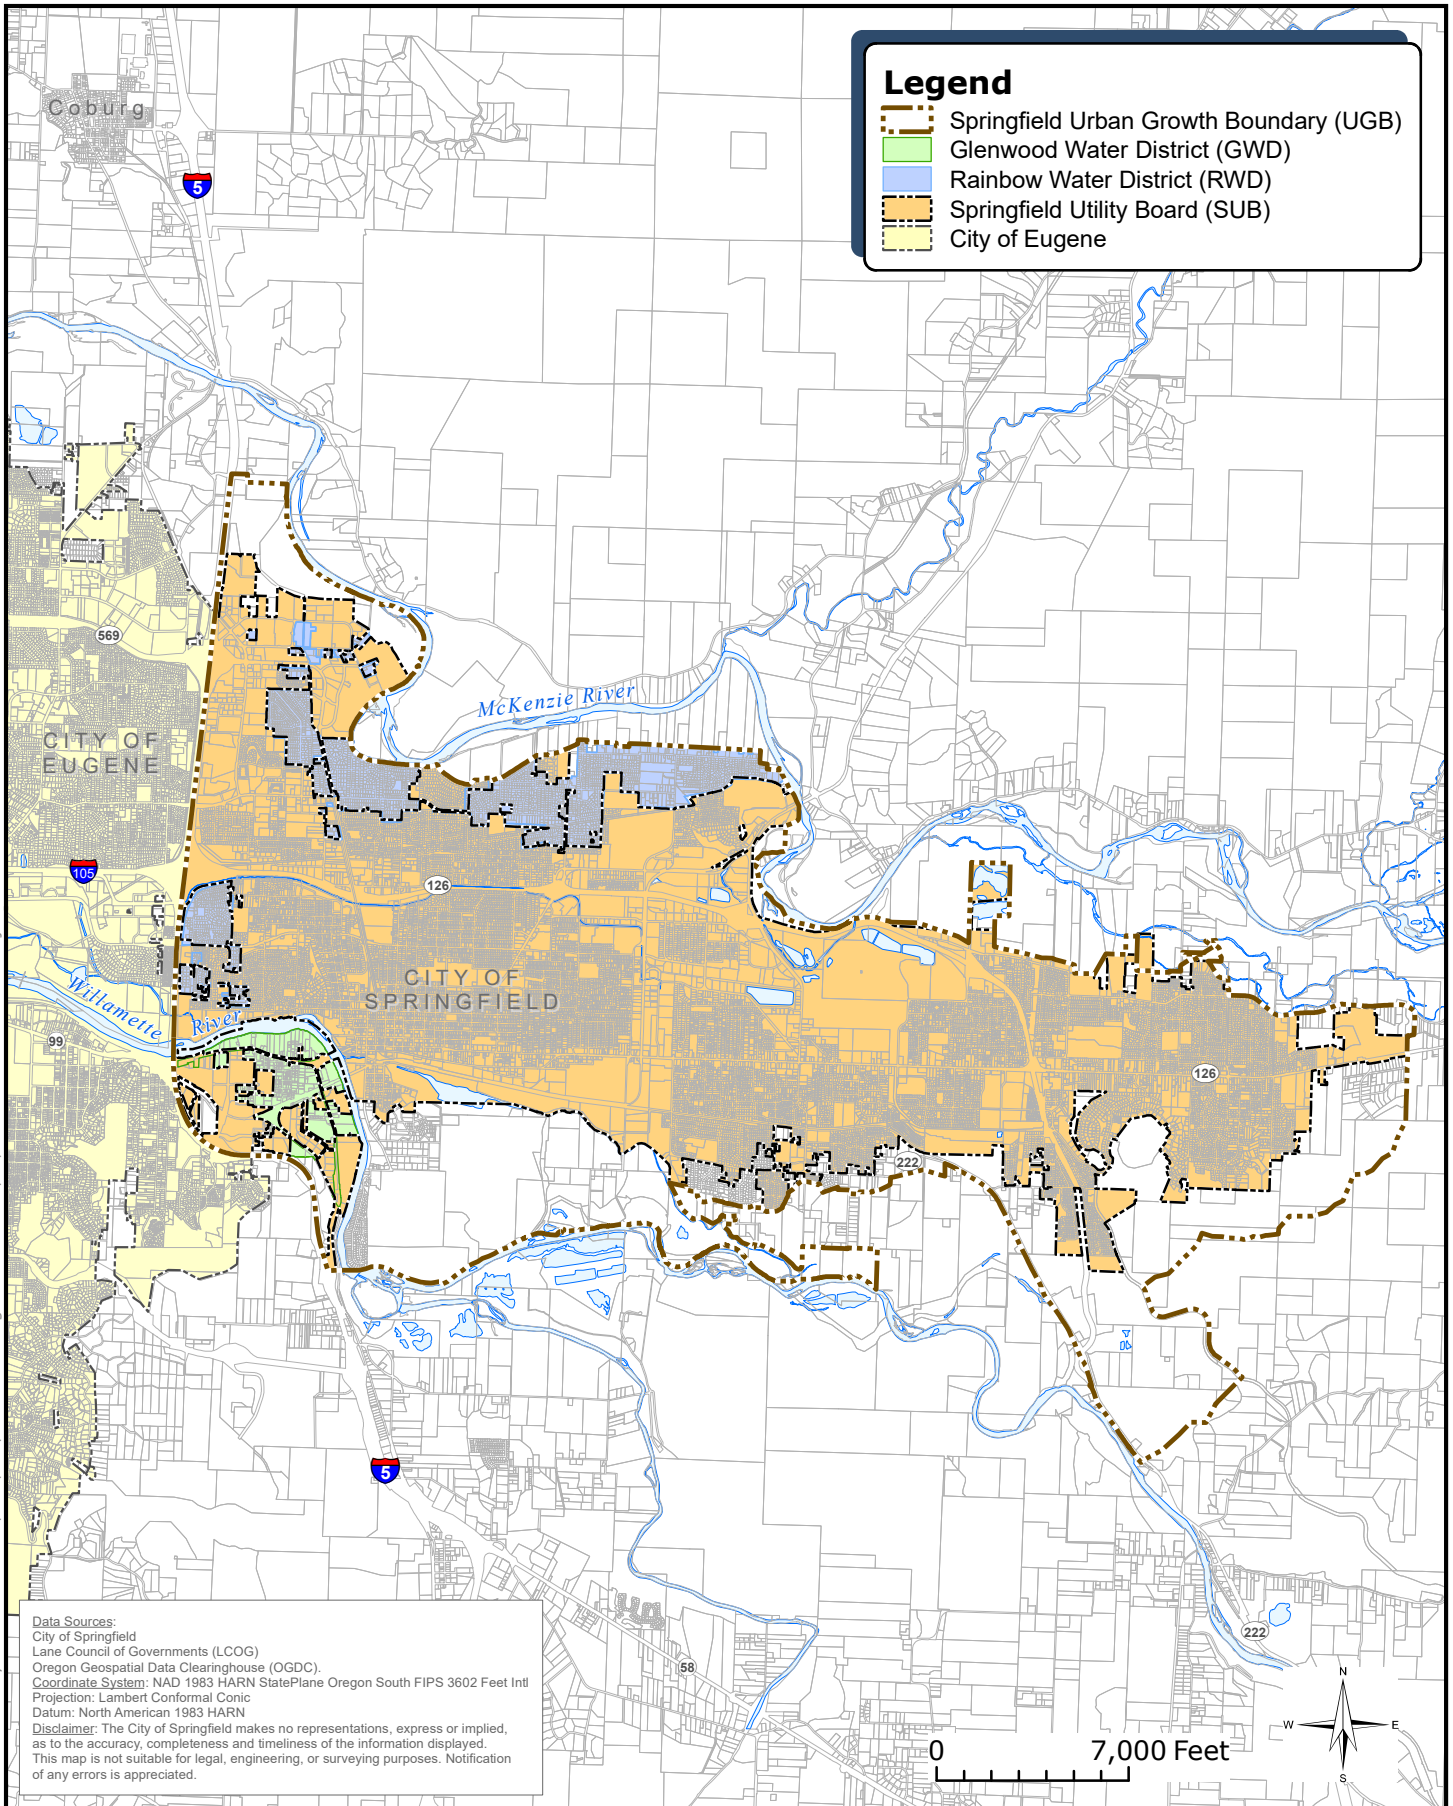 Legend
Springfield Urban Growth Boundary (UGB)
Glenwood Water District (GWD)
Rainbow Water District (RWD)
Springfield Utility Board (SUB)
City of Eugene
Coburg
5
569
McKenzie River
CITY OF
EUGENE
105
126
CITY OF
SPRINGFIELD
Willamette
River
99
126
222
5
58
222
Data Sources:
City of Springfield
Lane Council of Governments (LCOG)
Oregon Geospatial Data Clearinghouse (OGDC).
Coordinate System: NAD 1983 HARN StatePlane Oregon South FIPS 3602 Feet Intl
Projection: Lambert Conformal Conic
Datum: North American 1983 HARN
Disclaimer: The City of Springfield makes no representations, express or implied,
as to the accuracy, completeness and timeliness of the information displayed.
This map is not suitable for legal, engineering, or surveying purposes. Notification
of any errors is appreciated.
0 7,000 Feet
N
W E
S